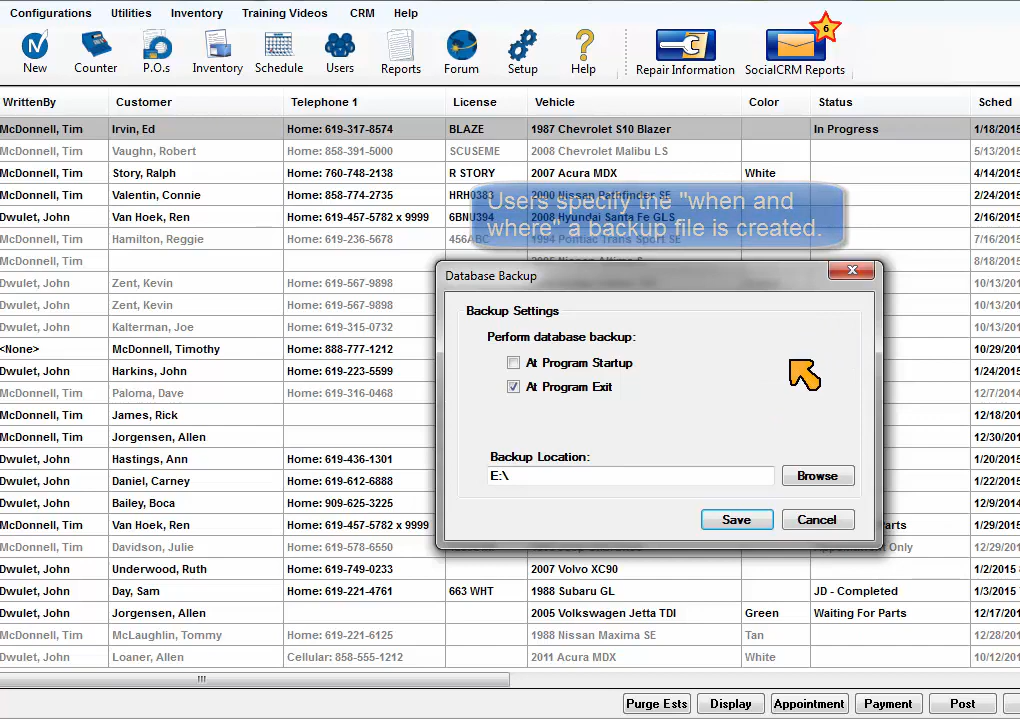 Configurations Utilities Inventory Training Videos CRM Help
New Counter P.O.s Inventory Schedule Users Reports Forum Setup Help Repair Information SocialCRM Reports 6
WrittenBy Customer Telephone 1 License Vehicle Color Status Sched
McDonnell, Tim Irvin, Ed Home: 619-317-8574 BLAZE 1987 Chevrolet S10 Blazer In Progress 1/18/2015
McDonnell, Tim Vaughn, Robert Home: 858-391-5000 SCUSEME 2008 Chevrolet Malibu LS 5/13/2015
McDonnell, Tim Story, Ralph Home: 760-748-2138 R STORY 2007 Acura MDX White 4/14/2015
McDonnell, Tim Valentin, Connie Home: 858-774-2735 HRH0383 2000 Nissan Pathfinder SE 2/24/2015
Users specify the "when and
Dwulet, John Van Hoek, Ren Home: 619-457-5782 x 9999 6BNU394 2008 Hyundai Santa Fe GLS 2/16/2015
where" a backup file is created.
McDonnell, Tim Hamilton, Reggie Home: 619-236-5678 456ABC 1994 Pontiac Trans Sport SE 7/16/2015
McDonnell, Tim 8/18/2015
Dwulet, John Zent, Kevin Home: 619-567-9898 10/13/201
Dwulet, John Zent, Kevin Home: 619-567-9898 10/13/201
Dwulet, John Kalterman, Joe Home: 619-315-0732 10/13/201
<None> McDonnell, Timothy Home: 888-777-1212 10/29/201
Dwulet, John Harkins, John Home: 619-223-5599 1/24/2015
Dwulet, John Paloma, Dave Home: 619-316-0468 12/7/2014
McDonnell, Tim James, Rick 12/18/201
McDonnell, Tim Jorgensen, Allen 12/30/201
Dwulet, John Hastings, Ann Home: 619-436-1301 1/20/2015
Dwulet, John Daniel, Carney Home: 619-612-6888 1/22/2015
Dwulet, John Bailey, Boca Home: 909-625-3225 12/9/2014
Dwulet, John Van Hoek, Ren Home: 619-457-5782 x 9999 arts 1/29/2015
McDonnell, Tim Davidson, Julie Home: 619-578-6550 Only 12/29/201
Dwulet, John Underwood, Ruth Home: 619-749-0233 2007 Volvo XC90 1/2/2015
Dwulet, John Day, Sam Home: 619-221-4761 663 WHT 1988 Subaru GL JD - Completed 1/3/2015
Dwulet, John Jorgensen, Allen 2005 Volkswagen Jetta TDI Green Waiting For Parts 12/17/201
McDonnell, Tim McLaughlin, Tommy Home: 619-221-6125 1988 Nissan Maxima SE Tan 12/28/201
Dwulet, John Loaner, Allen Cellular: 858-555-1212 2011 Acura MDX White 10/12/201
Database Backup
Backup Settings
Perform database backup:
At Program Startup
At Program Exit
Backup Location:
E:\ Browse
Save Cancel
Purge Ests Display Appointment Payment Post